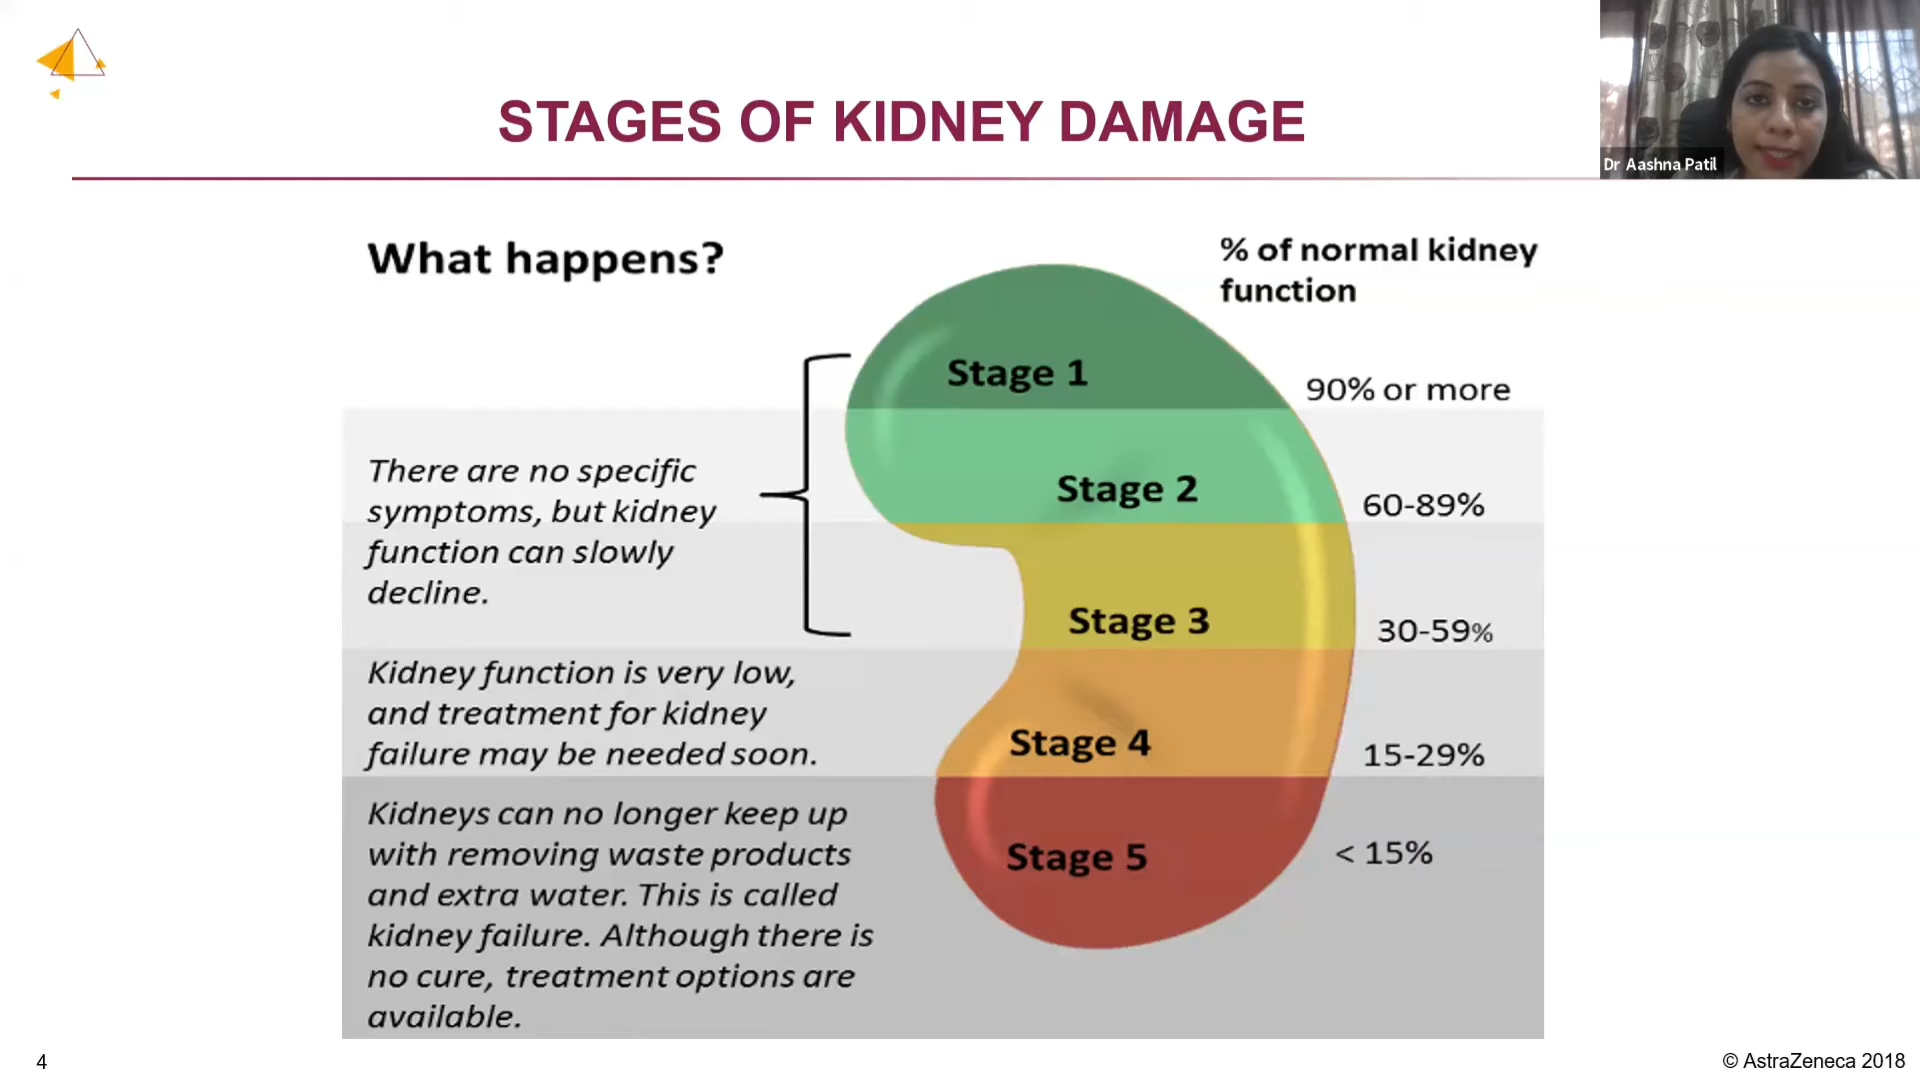 STAGES OF KIDNEY DAMAGE
Dr Aashna Patil
What happens?
% of normal kidney
function
Stage 1
90% or more
Stage 2
60-89%
There are no specific
symptoms, but kidney
function can slowly
decline.
Stage 3
30-59%
Kidney function is very low,
and treatment for kidney
failure may be needed soon.
Stage 4
15-29%
Kidneys can no longer keep up
with removing waste products
and extra water. This is called
kidney failure. Although there is
no cure, treatment options are
available.
Stage 5
< 15%
4
© AstraZeneca 2018